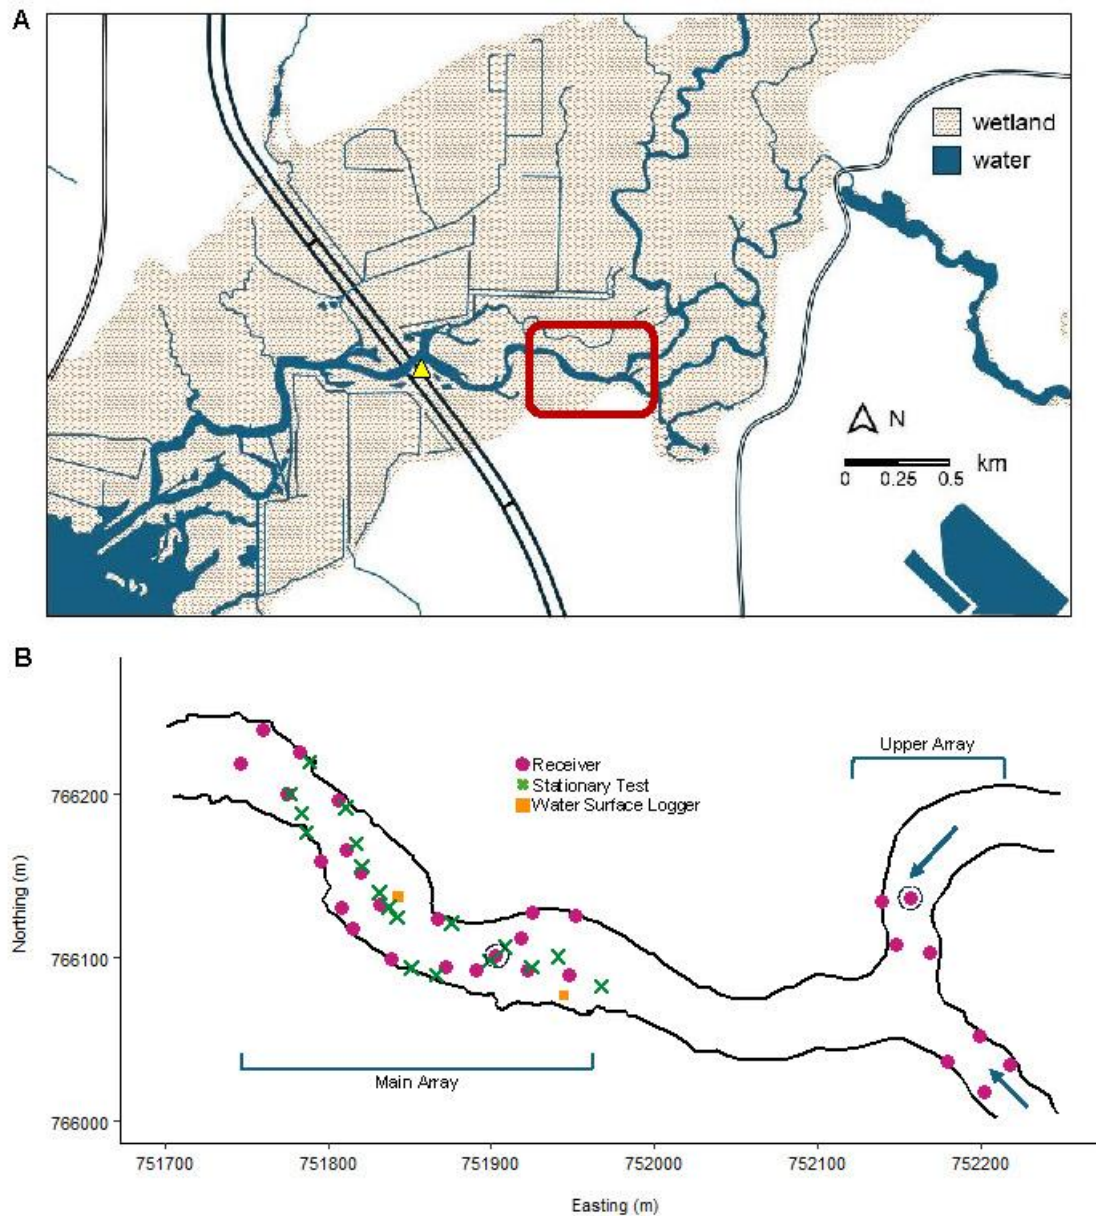 A
wetland
water
N
km
0 0.25 0.5
B
Upper Array
Receiver
Stationary Test
Water Surface Logger
766200
766100
766000
Northing (m)
Main Array
751700 751800 751900 752000 752100 752200
Easting (m)